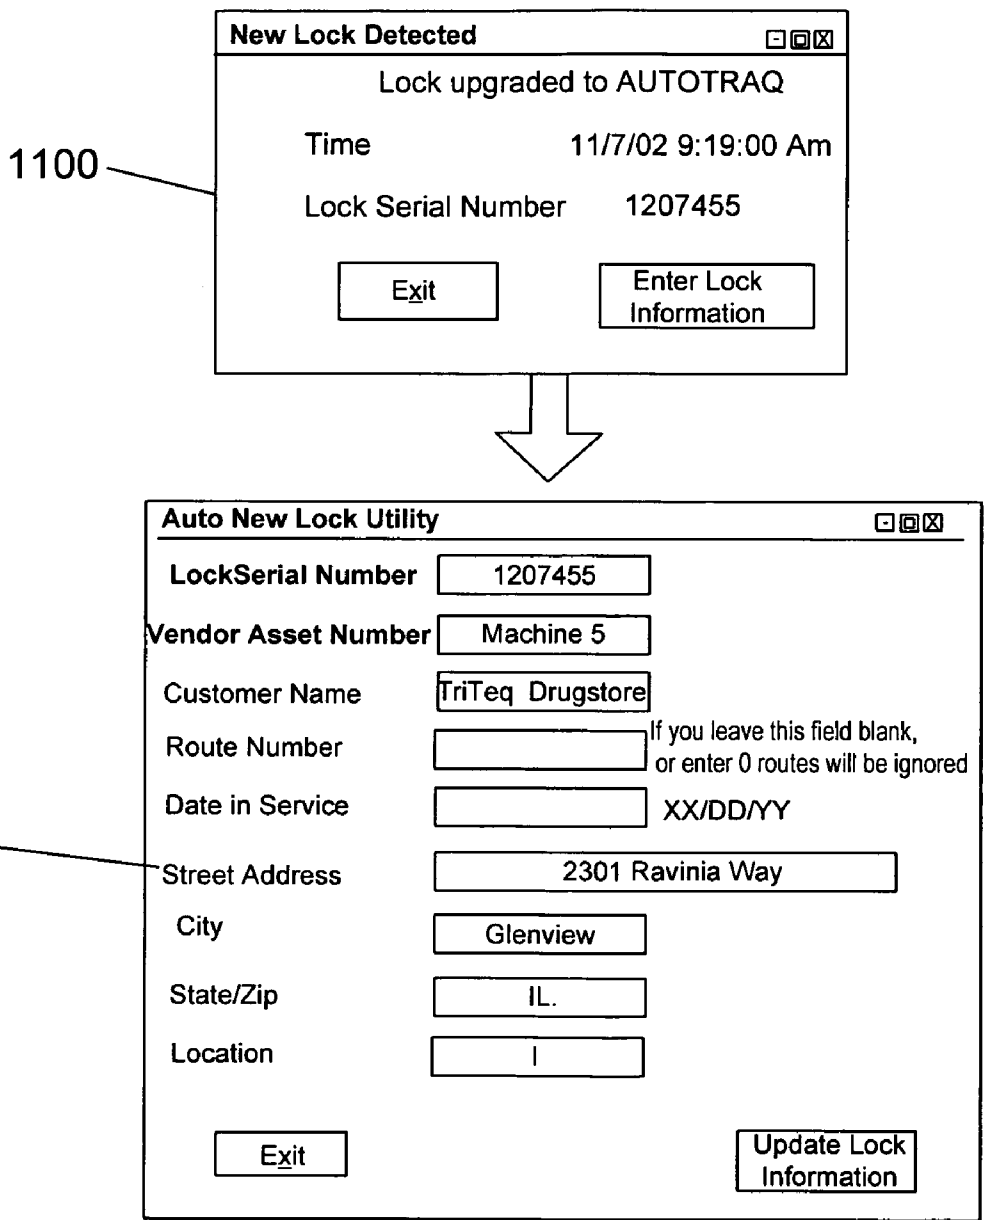 New Lock Detected
Lock upgraded to AUTOTRAQ
1100
Time 11/7/02 9:19:00 Am
Lock Serial Number 1207455
Exit
Enter Lock
Information
Auto New Lock Utility
LockSerial Number 1207455
Vendor Asset Number Machine 5
Customer Name TriTeq Drugstore
Route Number
If you leave this field blank,
or enter 0 routes will be ignored
Date in Service XX/DD/YY
Street Address 2301 Ravinia Way
City Glenview
State/Zip IL.
Location I
Exit
Update Lock
Information